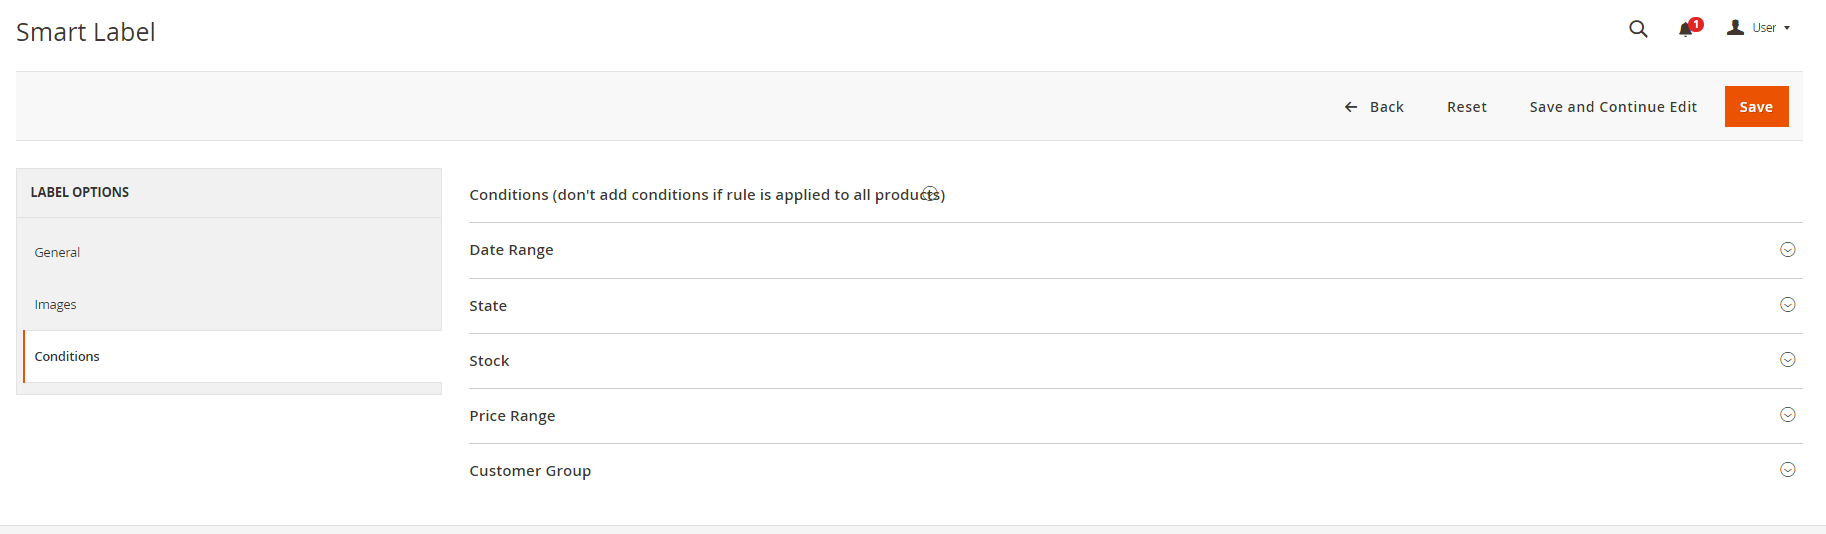 Smart Label
1
User
Back
Reset
Save and Continue Edit
Save
LABEL OPTIONS
General
Images
Conditions
Conditions (don't add conditions if rule is applied to all products)
Date Range
State
Stock
Price Range
Customer Group